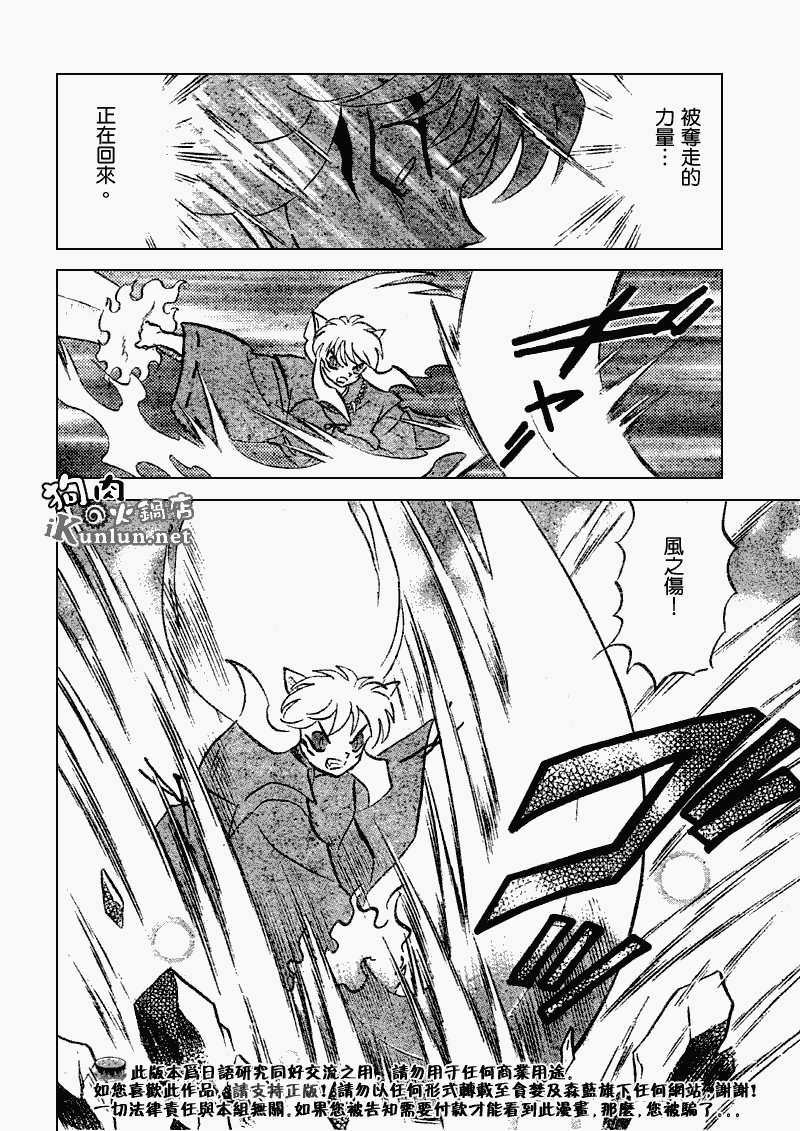 被奪走的
力量…
正在回來。
ギャ
狗肉
火鍋店
iKunlun.net
風之傷！
ゴ
此版本爲日語研究同好交流之用，請勿用于任何商業用途.
如您喜歡此作品, 請支持正版! 請勿以任何形式轉載至貪婪及森藍旗下任何網站, 謝謝!
一切法律責任與本組無關, 如果您被告知需要付款才能看到此漫畫, 那麼, 您被騙了...